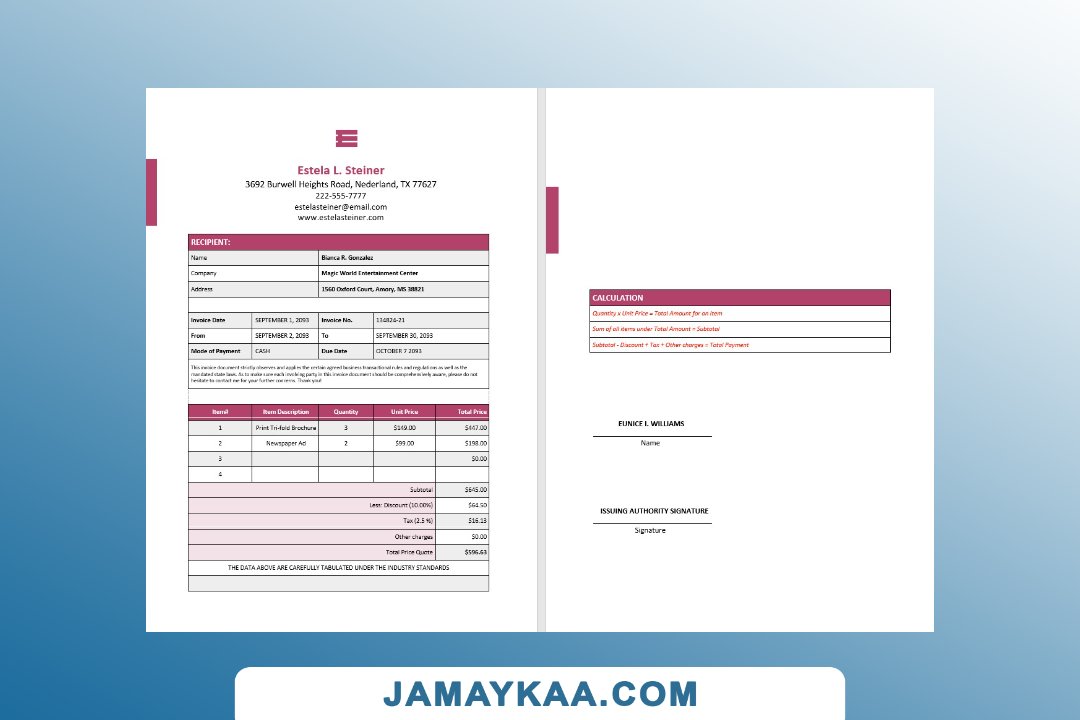 Estela L. Steiner
3692 Burwell Heights Road, Nederland, TX 77627
222-555-7777
estelasteiner@email.com
www.estelasteiner.com
RECIPIENT:
Name Bianca R. Gonzalez
Company Magic World Entertainment Center
Address 1560 Oxford Court, Amory, MS 38821
Invoice Date SEPTEMBER 1, 2093 Invoice No. 134824-21
From SEPTEMBER 2, 2093 To SEPTEMBER 30, 2093
Mode of Payment CASH Due Date OCTOBER 7 2093
This invoice document strictly observes and applies the certain agreed business transactional rules and regulations as well as the
mandated state laws. As to make sure each involving party in this invoice document should be comprehensively aware, please do not
hesitate to contact me for your further concerns. Thank you!
Item# Item Description Quantity Unit Price Total Price
1 Print Tri-fold Brochure 3 $149.00 $447.00
2 Newspaper Ad 2 $99.00 $198.00
3 $0.00
4
Subtotal $645.00
Less: Discount (10.00%) $64.50
Tax (2.5 %) $16.13
Other charges $0.00
Total Price Quote $596.63
THE DATA ABOVE ARE CAREFULLY TABULATED UNDER THE INDUSTRY STANDARDS
CALCULATION
Quantity x Unit Price = Total Amount for an Item
Sum of all items under Total Amount = Subtotal
Subtotal - Discount + Tax + Other charges = Total Payment
EUNICE J. WILLIAMS
Name
ISSUING AUTHORITY SIGNATURE
Signature
JAMAYKAA.COM